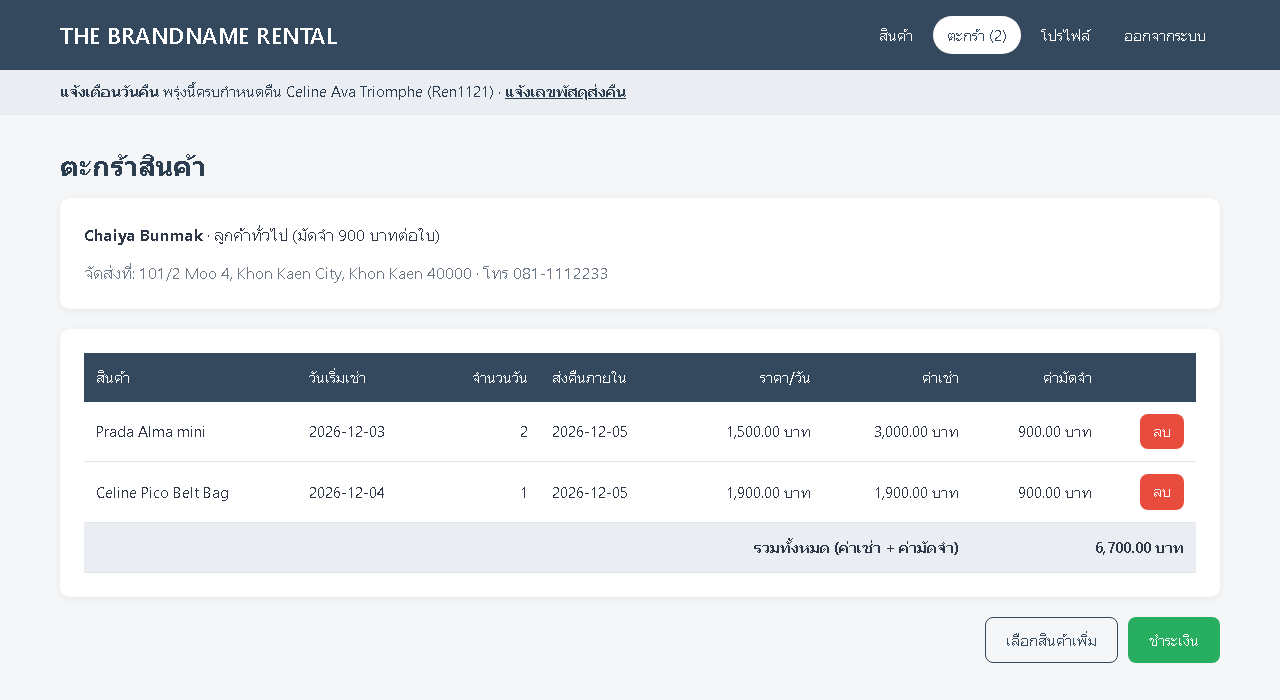 THE BRANDNAME RENTAL
สินค้า ตะกร้า (2) โปรไฟล์ ออกจากระบบ
แจ้งเตือนวันคืน พรุ่งนี้ครบกำหนดคืน Celine Ava Triomphe (Ren1121) · แจ้งเลขพัสดุส่งคืน
ตะกร้าสินค้า
Chaiya Bunmak · ลูกค้าทั่วไป (มัดจำ 900 บาทต่อใบ)
จัดส่งที่: 101/2 Moo 4, Khon Kaen City, Khon Kaen 40000 · โทร 081-1112233
สินค้า วันเริ่มเช่า จำนวนวัน ส่งคืนภายใน ราคา/วัน ค่าเช่า ค่ามัดจำ
Prada Alma mini 2026-12-03 2 2026-12-05 1,500.00 บาท 3,000.00 บาท 900.00 บาท ลบ
Celine Pico Belt Bag 2026-12-04 1 2026-12-05 1,900.00 บาท 1,900.00 บาท 900.00 บาท ลบ
รวมทั้งหมด (ค่าเช่า + ค่ามัดจำ) 6,700.00 บาท
เลือกสินค้าเพิ่ม ชำระเงิน